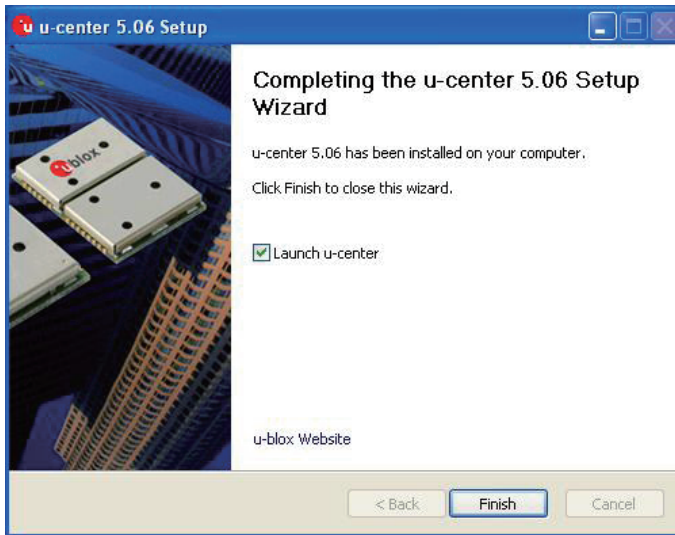 u-center 5.06 Setup
Completing the u-center 5.06 Setup
Wizard
u-center 5.06 has been installed on your computer.
Click Finish to close this wizard.
Launch u-center
ublox
u-blox Website
< Back
Finish
Cancel